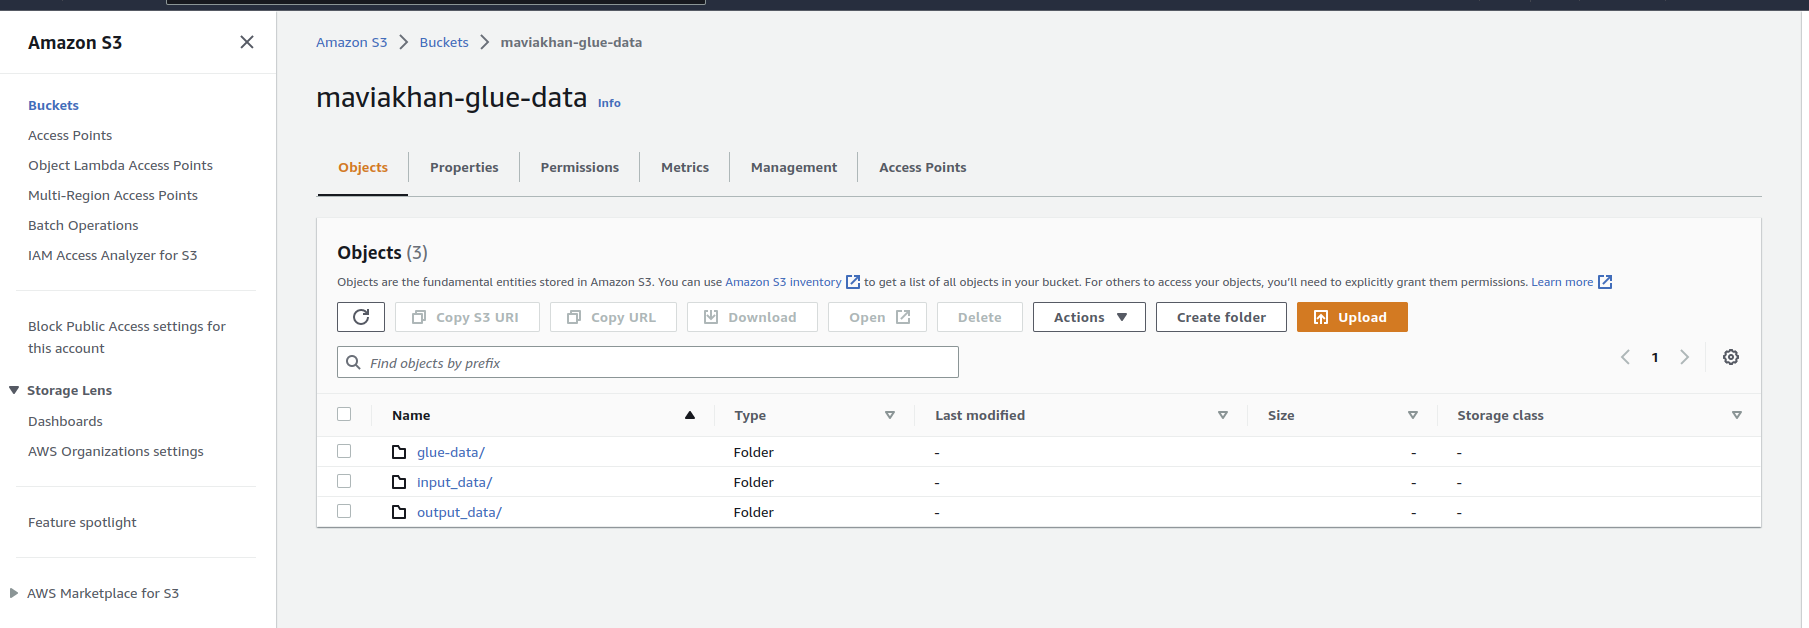 Amazon S3
Buckets
Access Points
Object Lambda Access Points
Multi-Region Access Points
Batch Operations
IAM Access Analyzer for S3
Block Public Access settings for
this account
Storage Lens
Dashboards
AWS Organizations settings
Feature spotlight
AWS Marketplace for S3
Amazon S3 > Buckets > maviakhan-glue-data
maviakhan-glue-data Info
Objects Properties Permissions Metrics Management Access Points
Objects (3)
Objects are the fundamental entities stored in Amazon S3. You can use Amazon S3 inventory to get a list of all objects in your bucket. For others to access your objects, you'll need to explicitly grant them permissions. Learn more
Copy S3 URI Copy URL Download Open Delete Actions Create folder Upload
Find objects by prefix
< 1 >
Name Type Last modified Size Storage class
glue-data/ Folder - - -
input_data/ Folder - - -
output_data/ Folder - - -